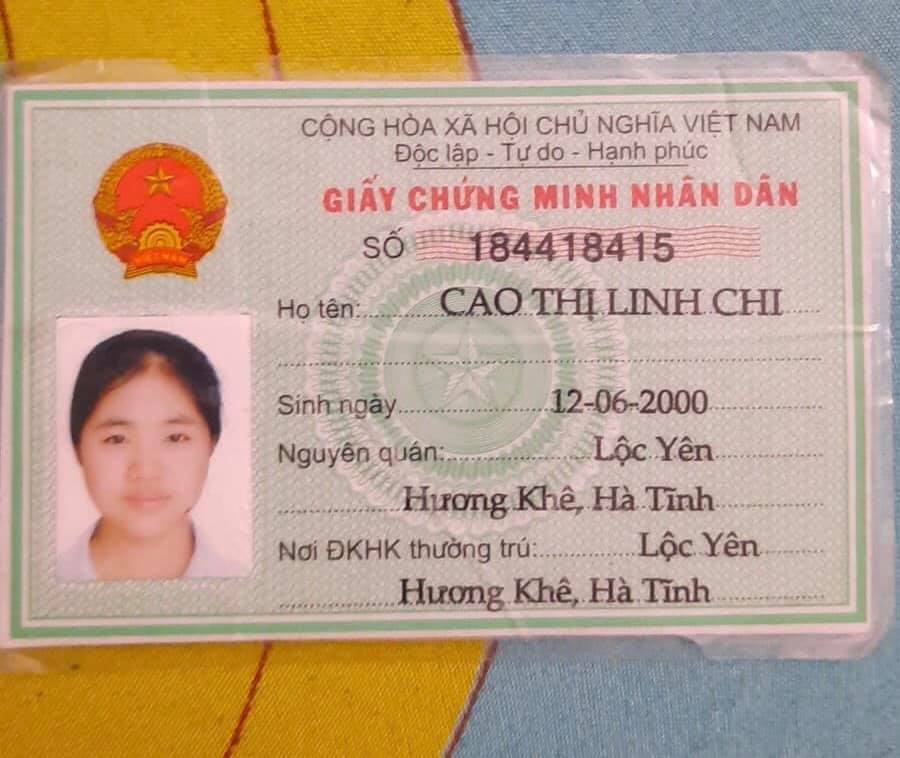 CỘNG HÒA XÃ HỘI CHỦ NGHĨA VIỆT NAM
Độc lập - Tự do - Hạnh phúc
GIẤY CHỨNG MINH NHÂN DÂN
SỐ 184418415
Họ tên: CAO THỊ LINH CHI
Sinh ngày 12-06-2000
Nguyên quán: Lộc Yên
Hương Khê, Hà Tĩnh
Nơi ĐKHK thường trú: Lộc Yên
Hương Khê, Hà Tĩnh
VIỆT NAM